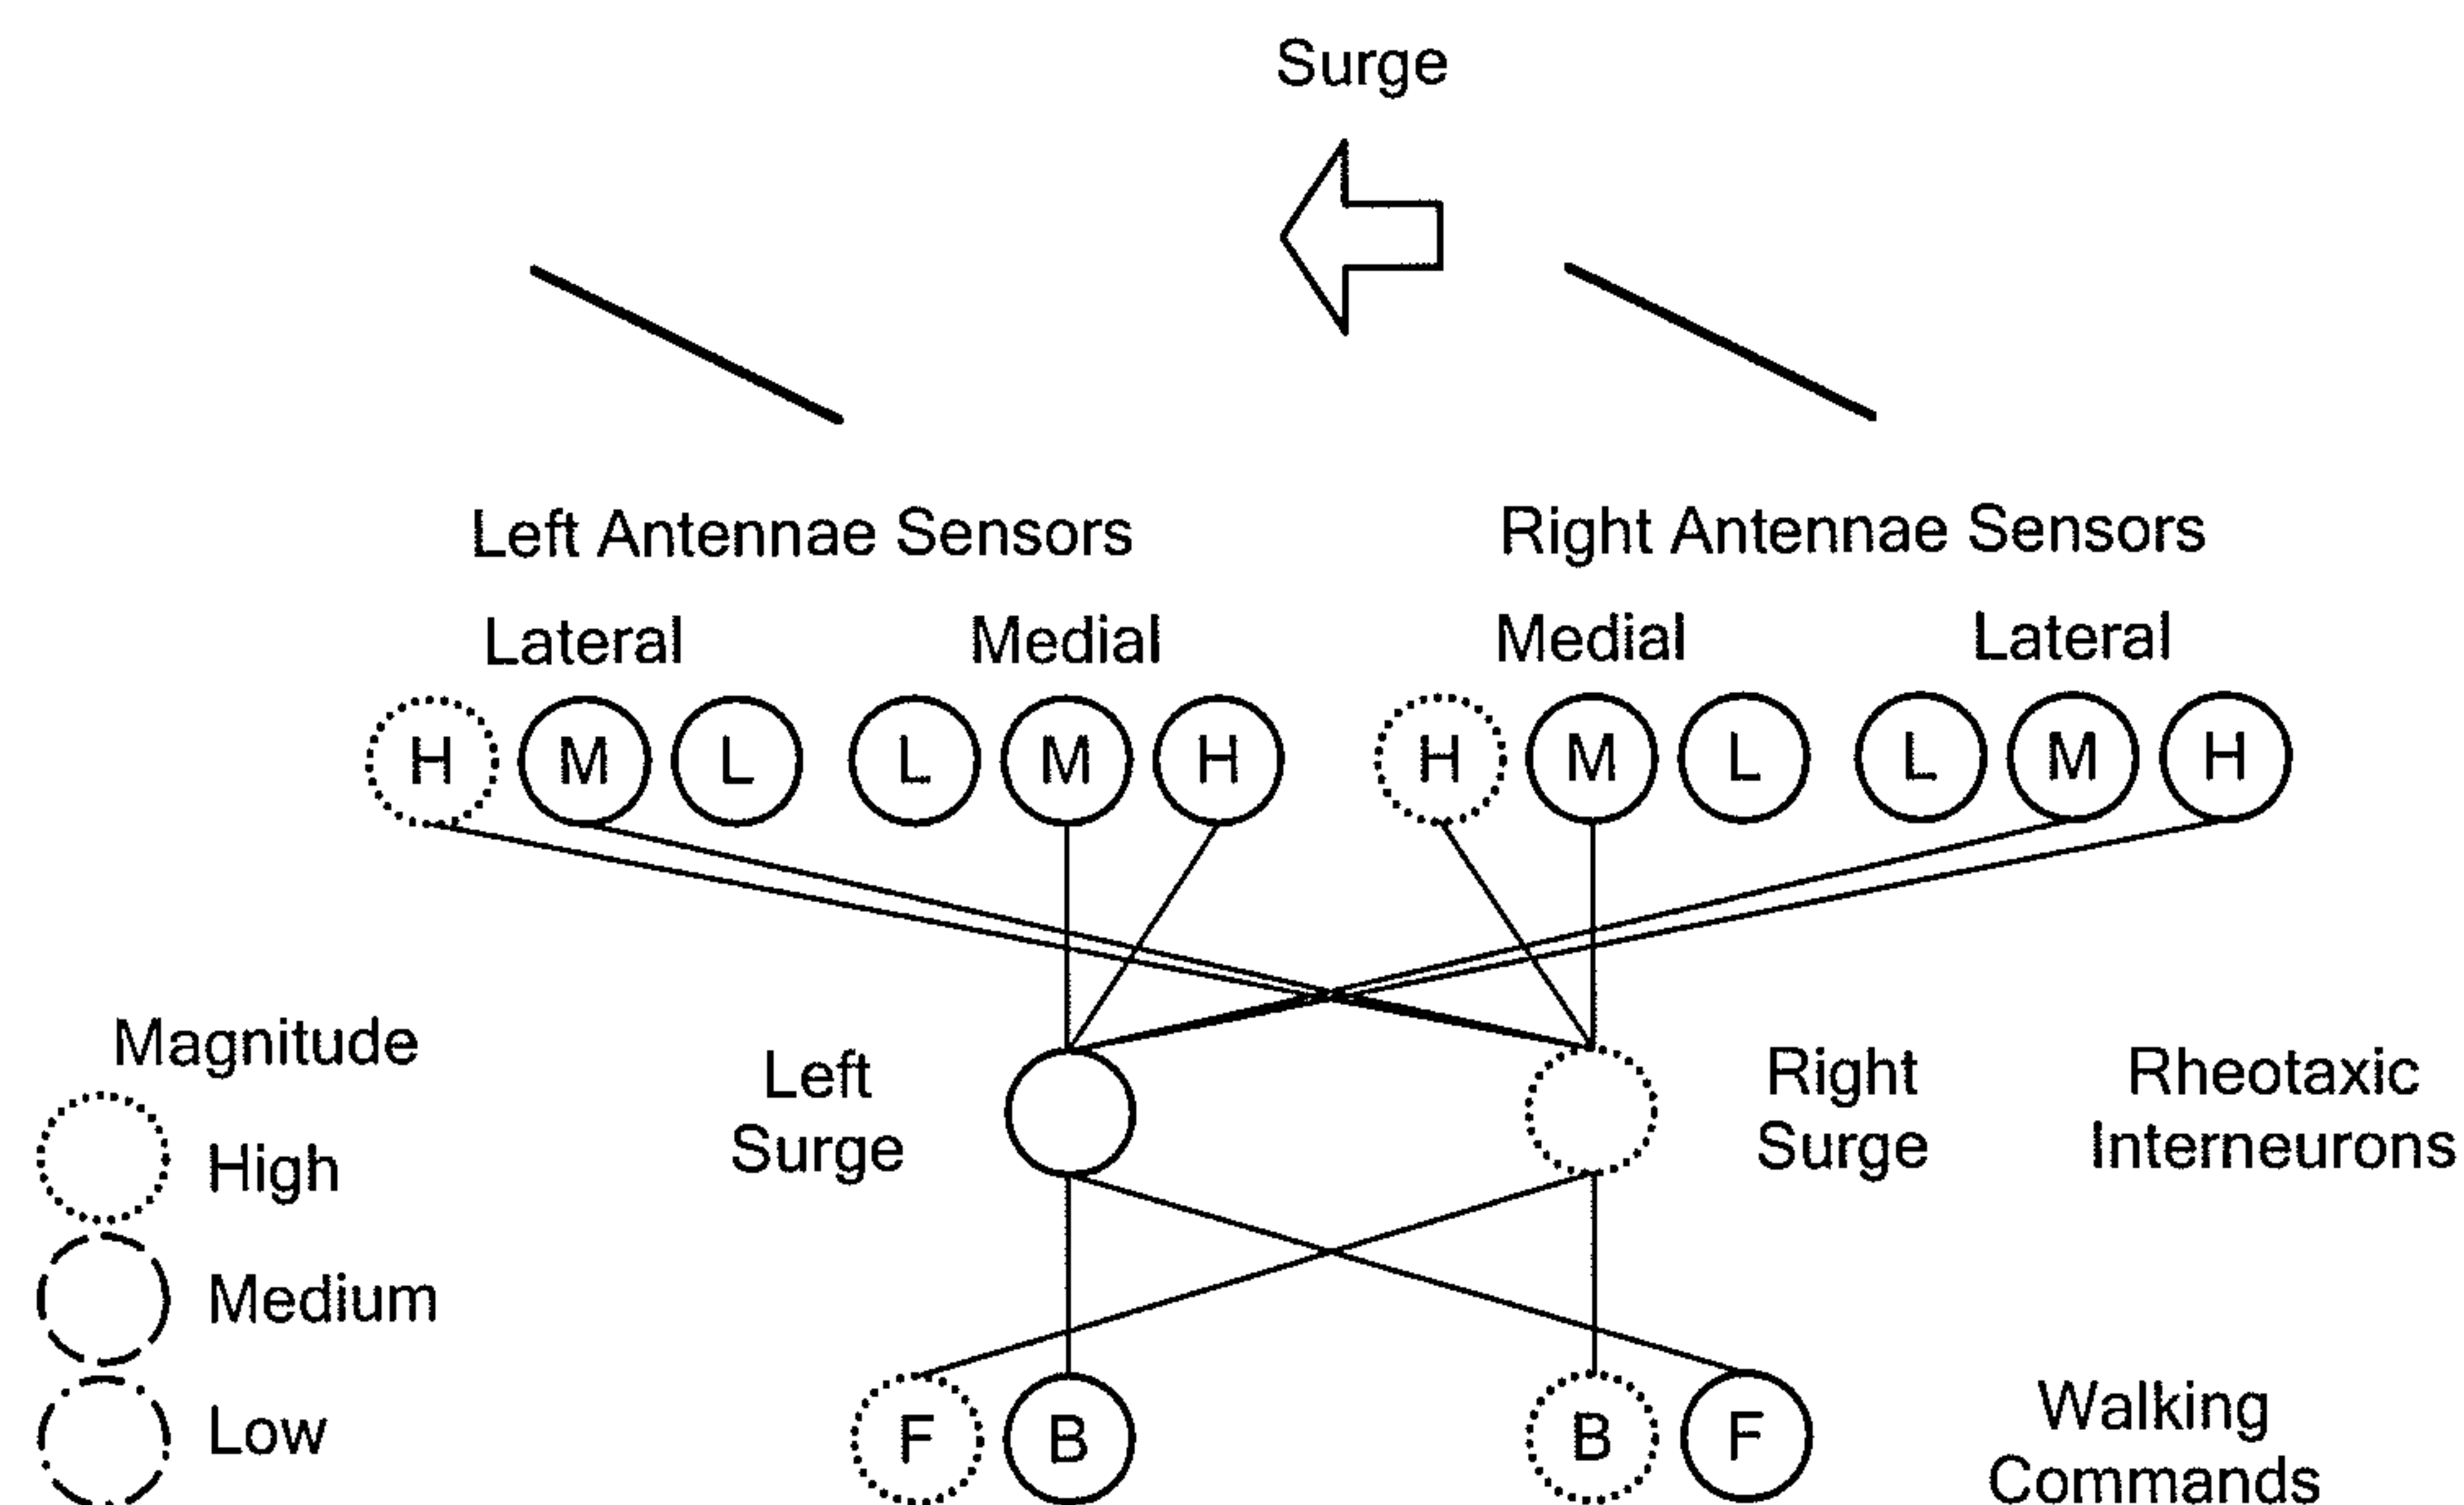 Surge
Left Antennae Sensors
Right Antennae Sensors
Lateral
Medial
Medial
Lateral
H M L L M H
H M L L M H
Magnitude
High
Medium
Low
Left
Surge
Right
Surge
Rheotaxic
Interneurons
F B
B F
Walking
Commands